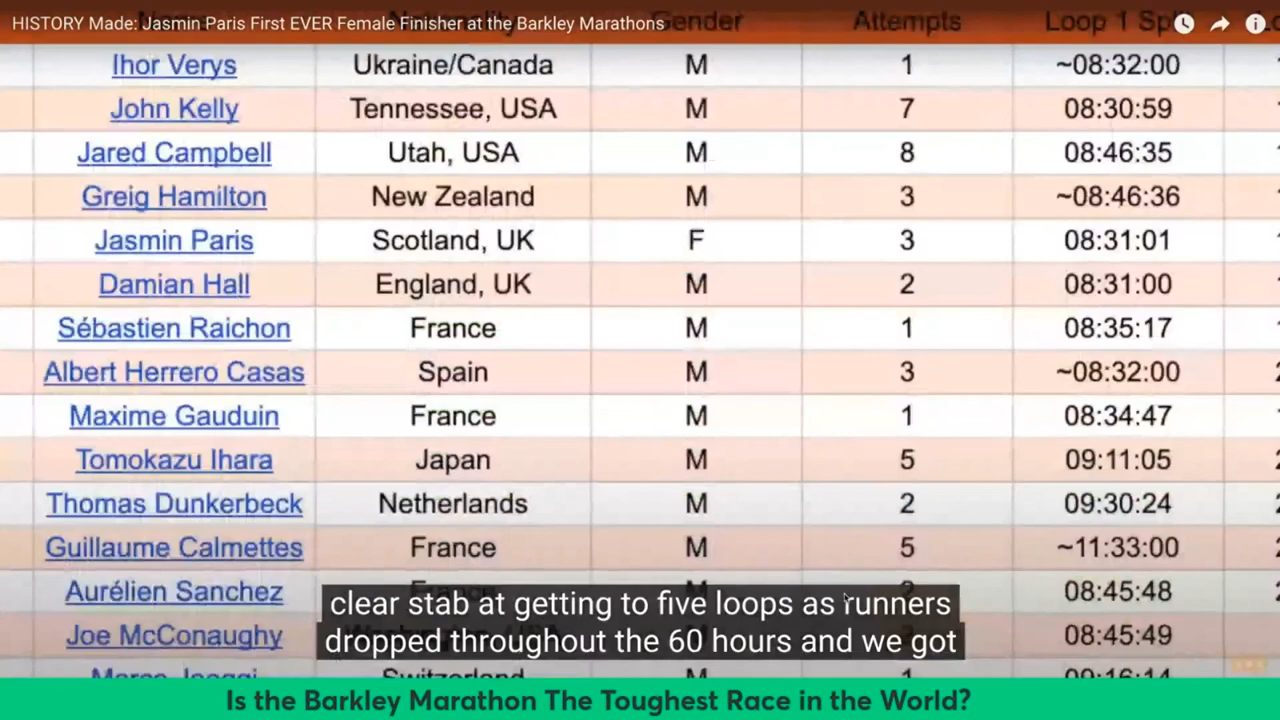 HISTORY Made: Jasmin Paris First EVER Female Finisher at the Barkley Marathons
Gender Attempts Loop 1 Split
Ihor Verys Ukraine/Canada M 1 ~08:32:00
John Kelly Tennessee, USA M 7 08:30:59
Jared Campbell Utah, USA M 8 08:46:35
Greig Hamilton New Zealand M 3 ~08:46:36
Jasmin Paris Scotland, UK F 3 08:31:01
Damian Hall England, UK M 2 08:31:00
Sébastien Raichon France M 1 08:35:17
Albert Herrero Casas Spain M 3 ~08:32:00
Maxime Gauduin France M 1 08:34:47
Tomokazu Ihara Japan M 5 09:11:05
Thomas Dunkerbeck Netherlands M 2 09:30:24
Guillaume Calmettes France M 5 ~11:33:00
Aurélien Sanchez France M 2 08:45:48
Joe McConaughy 08:45:49
Switzerland M 1 09:16:14
clear stab at getting to five loops as runners
dropped throughout the 60 hours and we got
Is the Barkley Marathon The Toughest Race in the World?